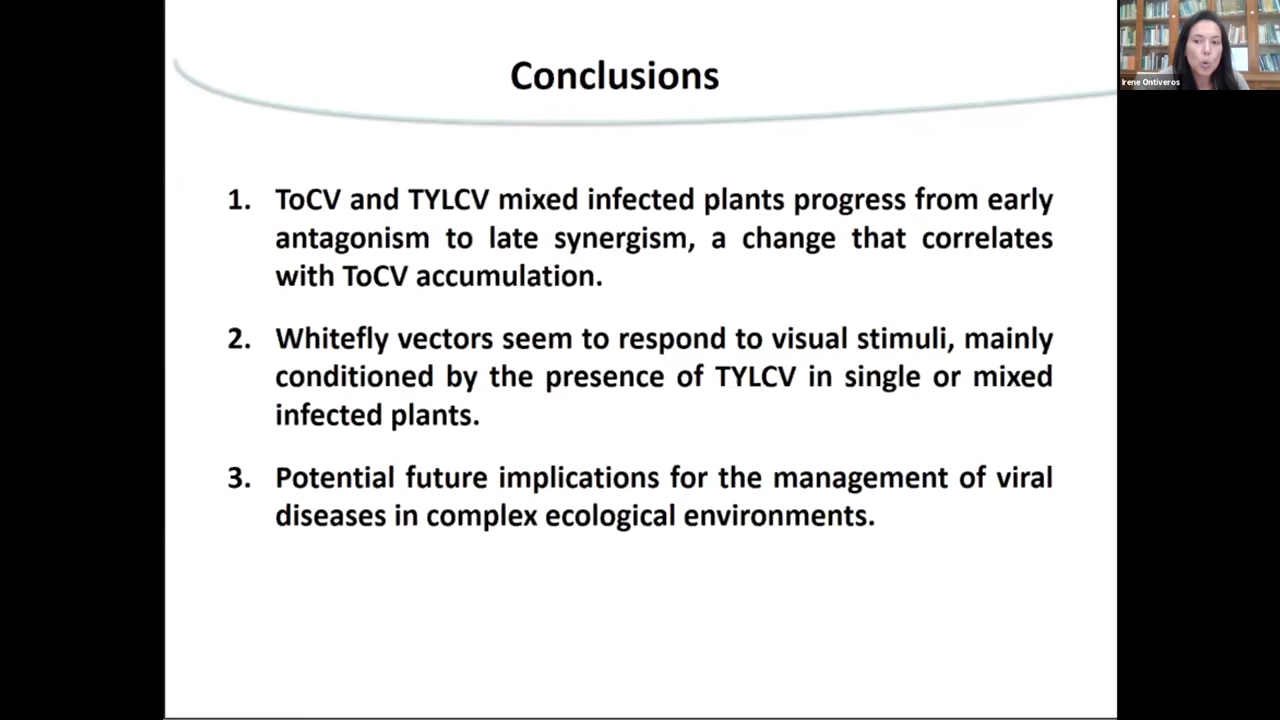 Conclusions
Irene Ontiveros
1. ToCV and TYLCV mixed infected plants progress from early
antagonism to late synergism, a change that correlates
with ToCV accumulation.
2. Whitefly vectors seem to respond to visual stimuli, mainly
conditioned by the presence of TYLCV in single or mixed
infected plants.
3. Potential future implications for the management of viral
diseases in complex ecological environments.